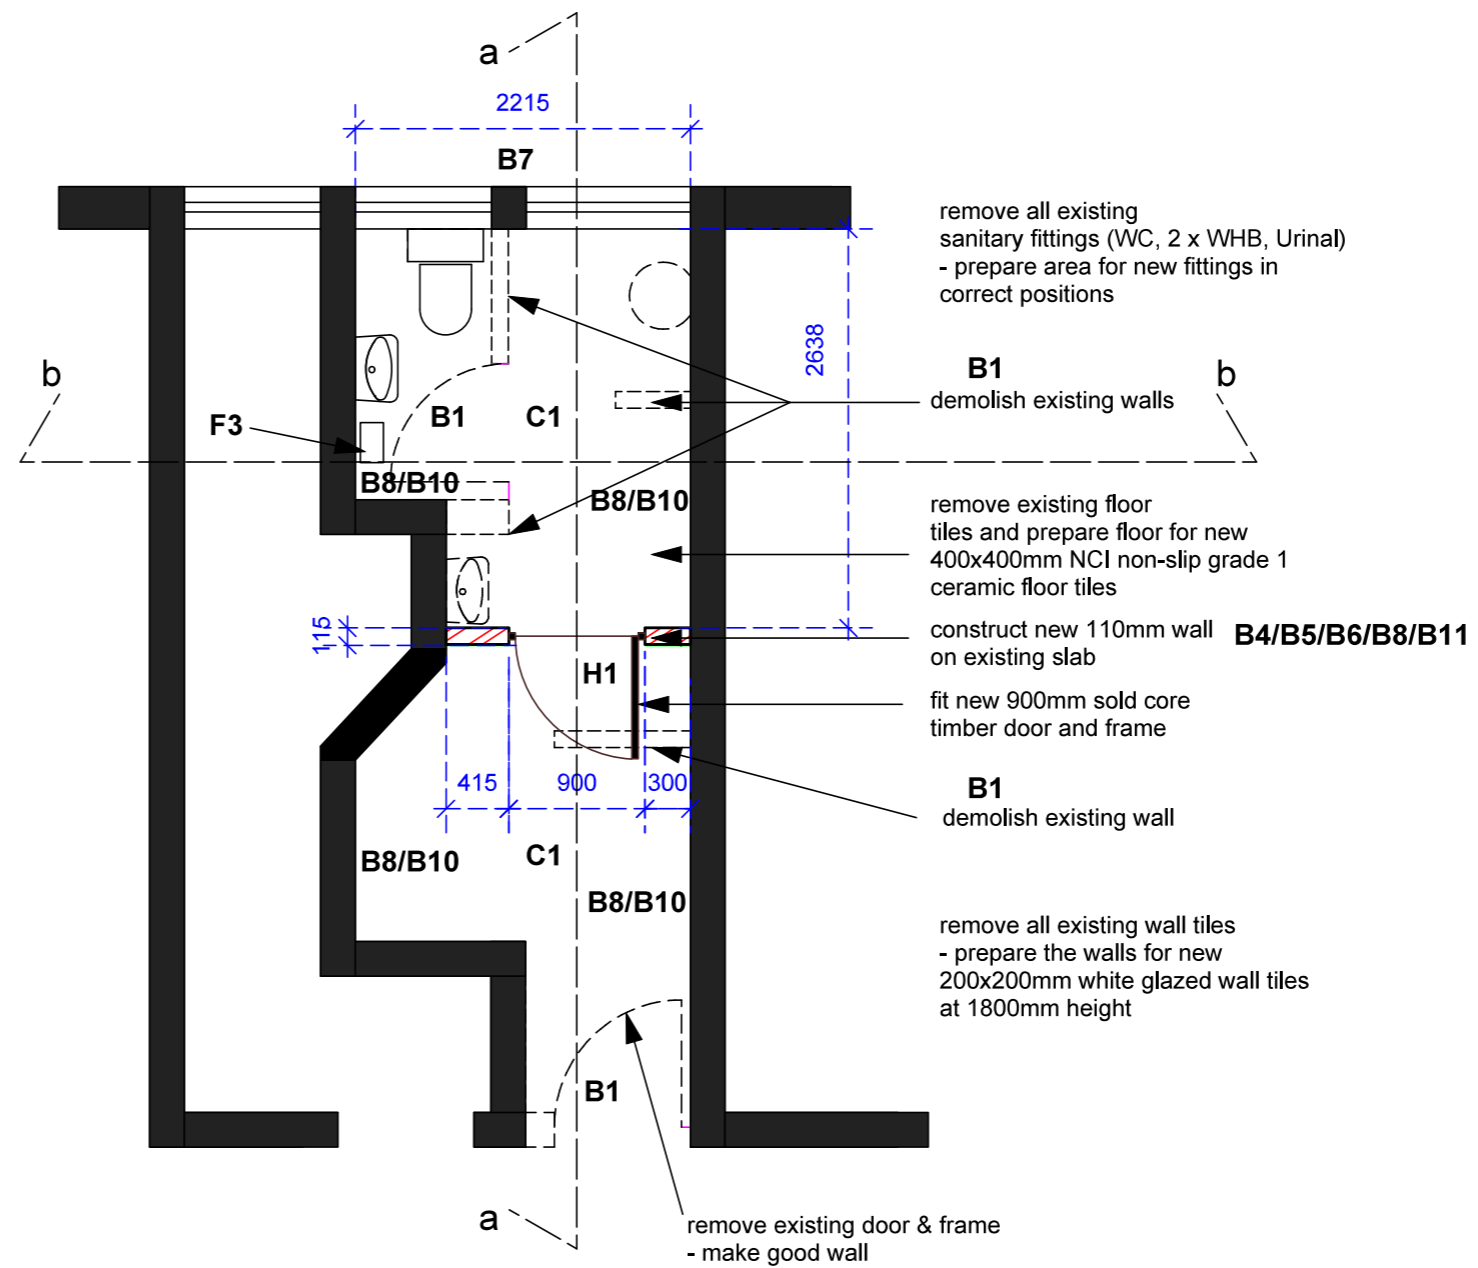 a
2215
B7
remove all existing
sanitary fittings (WC, 2 x WHB, Urinal)
- prepare area for new fittings in
correct positions
2638
b
B1
b
demolish existing walls
F3
B1
C1
B8/B10
B8/B10
remove existing floor
tiles and prepare floor for new
400x400mm NCI non-slip grade 1
ceramic floor tiles
115
construct new 110mm wall
on existing slab
B4/B5/B6/B8/B11
H1
fit new 900mm sold core
timber door and frame
415
900
300
B1
demolish existing wall
B8/B10
C1
B8/B10
remove all existing wall tiles
- prepare the walls for new
200x200mm white glazed wall tiles
at 1800mm height
B1
a
remove existing door & frame
- make good wall